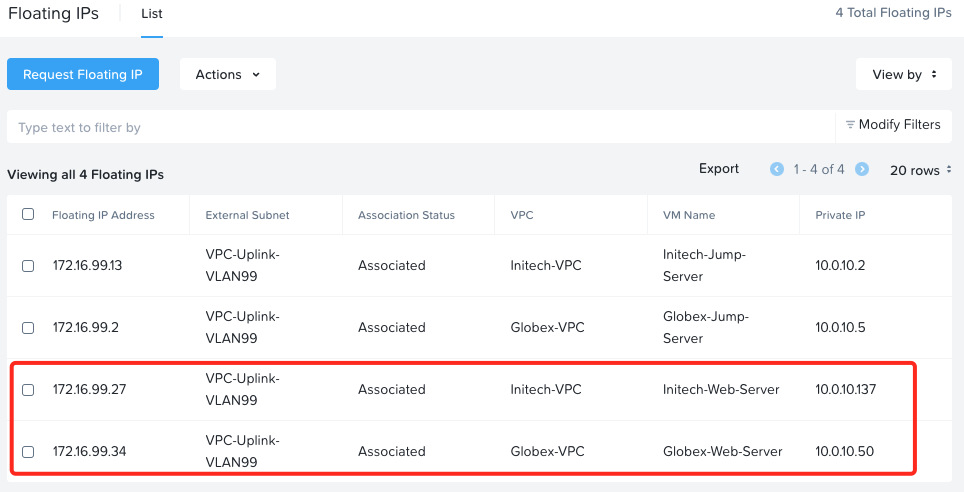 Floating IPs List 4 Total Floating IPs
Request Floating IP Actions View by
Type text to filter by Modify Filters
Viewing all 4 Floating IPs Export 1 - 4 of 4 20 rows
Floating IP Address External Subnet Association Status VPC VM Name Private IP
172.16.99.13 VPC-Uplink- Associated Initech-VPC Initech-Jump- 10.0.10.2
VLAN99 Server
172.16.99.2 VPC-Uplink- Associated Globex-VPC Globex-Jump- 10.0.10.5
VLAN99 Server
172.16.99.27 VPC-Uplink- Associated Initech-VPC Initech-Web-Server 10.0.10.137
VLAN99
172.16.99.34 VPC-Uplink- Associated Globex-VPC Globex-Web-Server 10.0.10.50
VLAN99